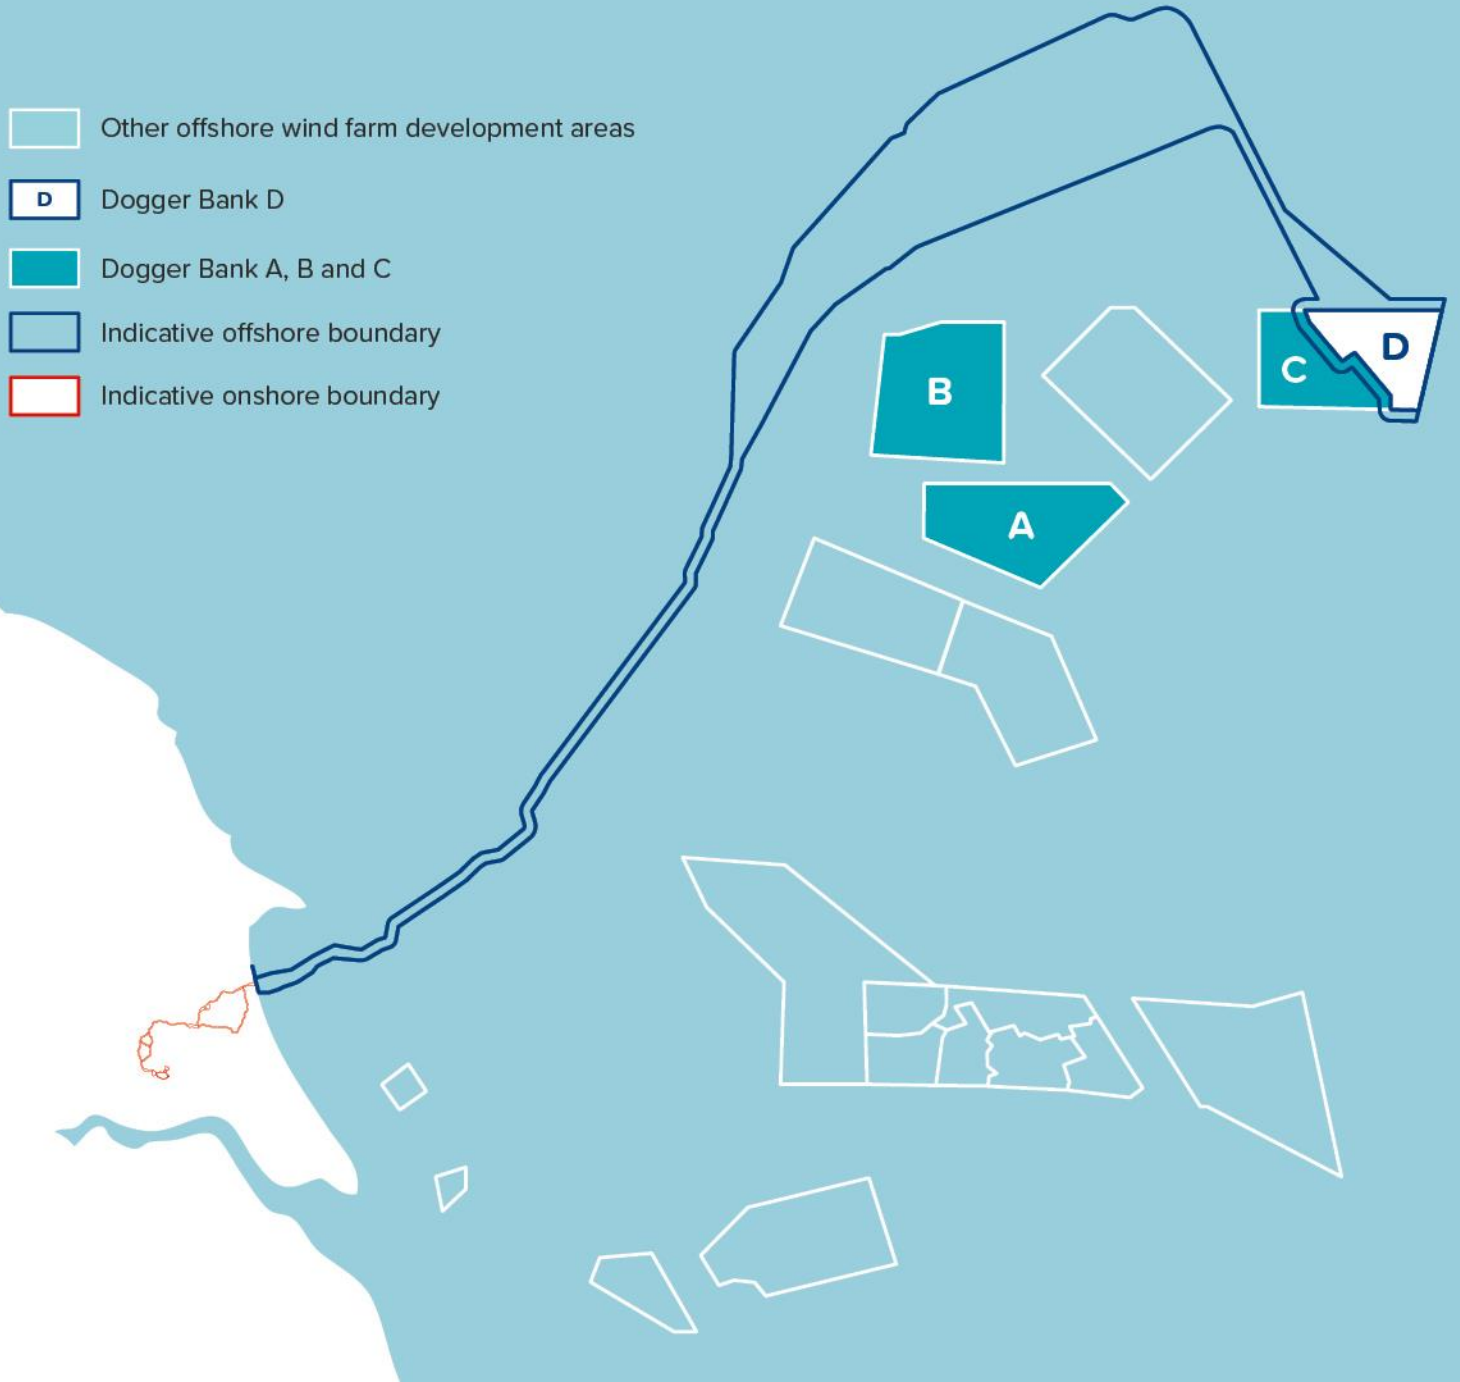 Other offshore wind farm development areas
D Dogger Bank D
Dogger Bank A, B and C
Indicative offshore boundary
Indicative onshore boundary
B
C
D
A